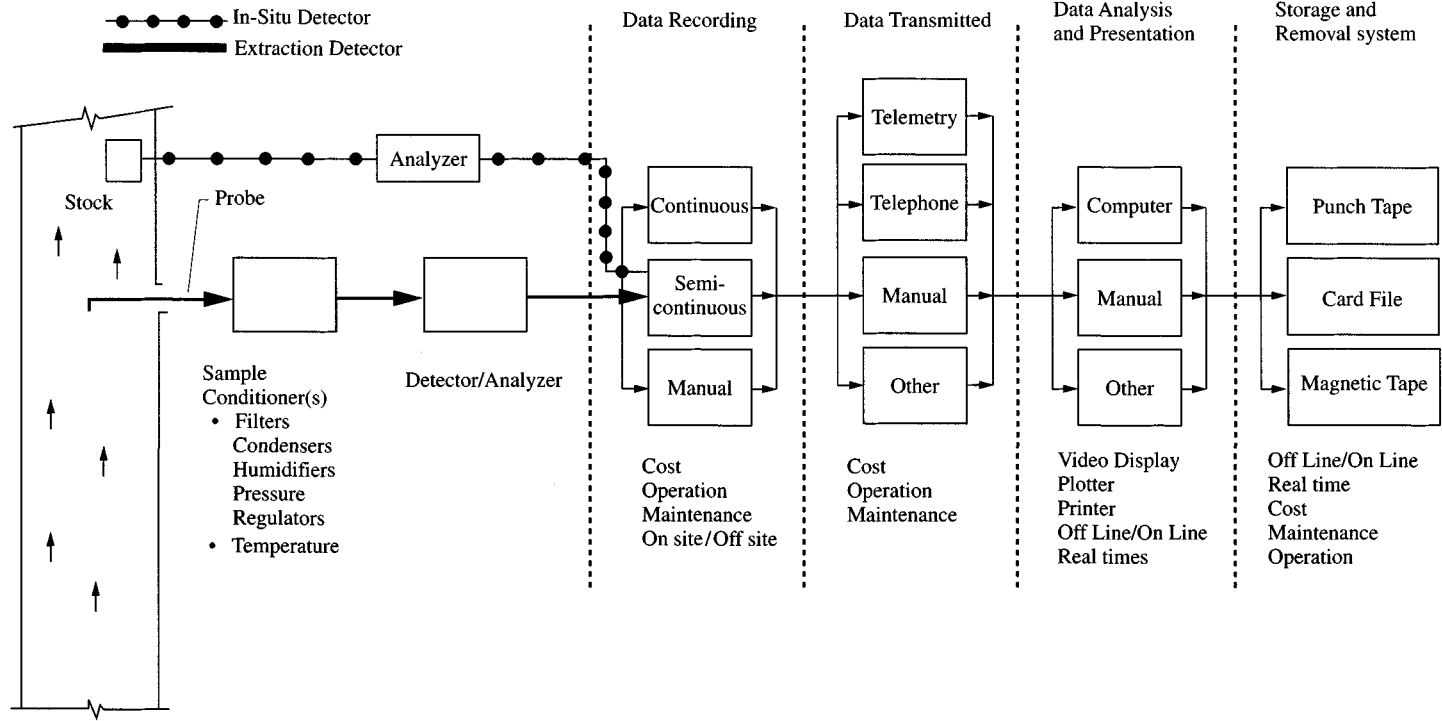 In-Situ Detector
Extraction Detector
Data Recording
Data Transmitted
Data Analysis
and Presentation
Storage and
Removal system
Analyzer
Stock
Probe
Sample
Conditioner(s)
• Filters
Condensers
Humidifiers
Pressure
Regulators
• Temperature
Detector/Analyzer
Continuous
Semi-
continuous
Manual
Cost
Operation
Maintenance
On site/Off site
Telemetry
Telephone
Manual
Other
Cost
Operation
Maintenance
Computer
Manual
Other
Video Display
Plotter
Printer
Off Line/On Line
Real times
Punch Tape
Card File
Magnetic Tape
Off Line/On Line
Real time
Cost
Maintenance
Operation